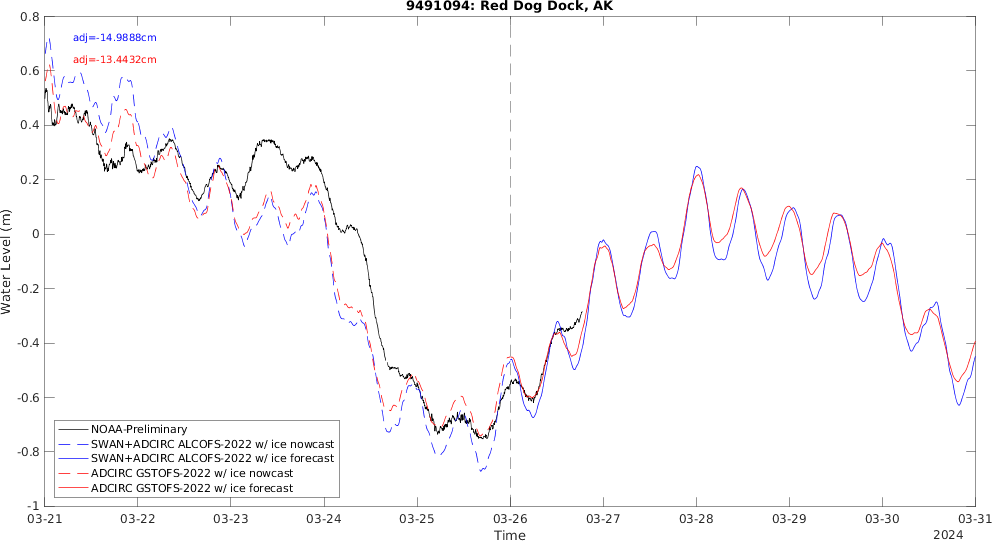 9491094: Red Dog Dock, AK
adj=-14.9888cm
adj=-13.4432cm
Water Level (m)
0.8
0.6
0.4
0.2
0
-0.2
-0.4
-0.6
-0.8
-1
NOAA-Preliminary
SWAN+ADCIRC ALCOFS-2022 w/ ice nowcast
SWAN+ADCIRC ALCOFS-2022 w/ ice forecast
ADCIRC GSTOFS-2022 w/ ice nowcast
ADCIRC GSTOFS-2022 w/ ice forecast
03-21 03-22 03-23 03-24 03-25 03-26 03-27 03-28 03-29 03-30 03-31
Time
2024